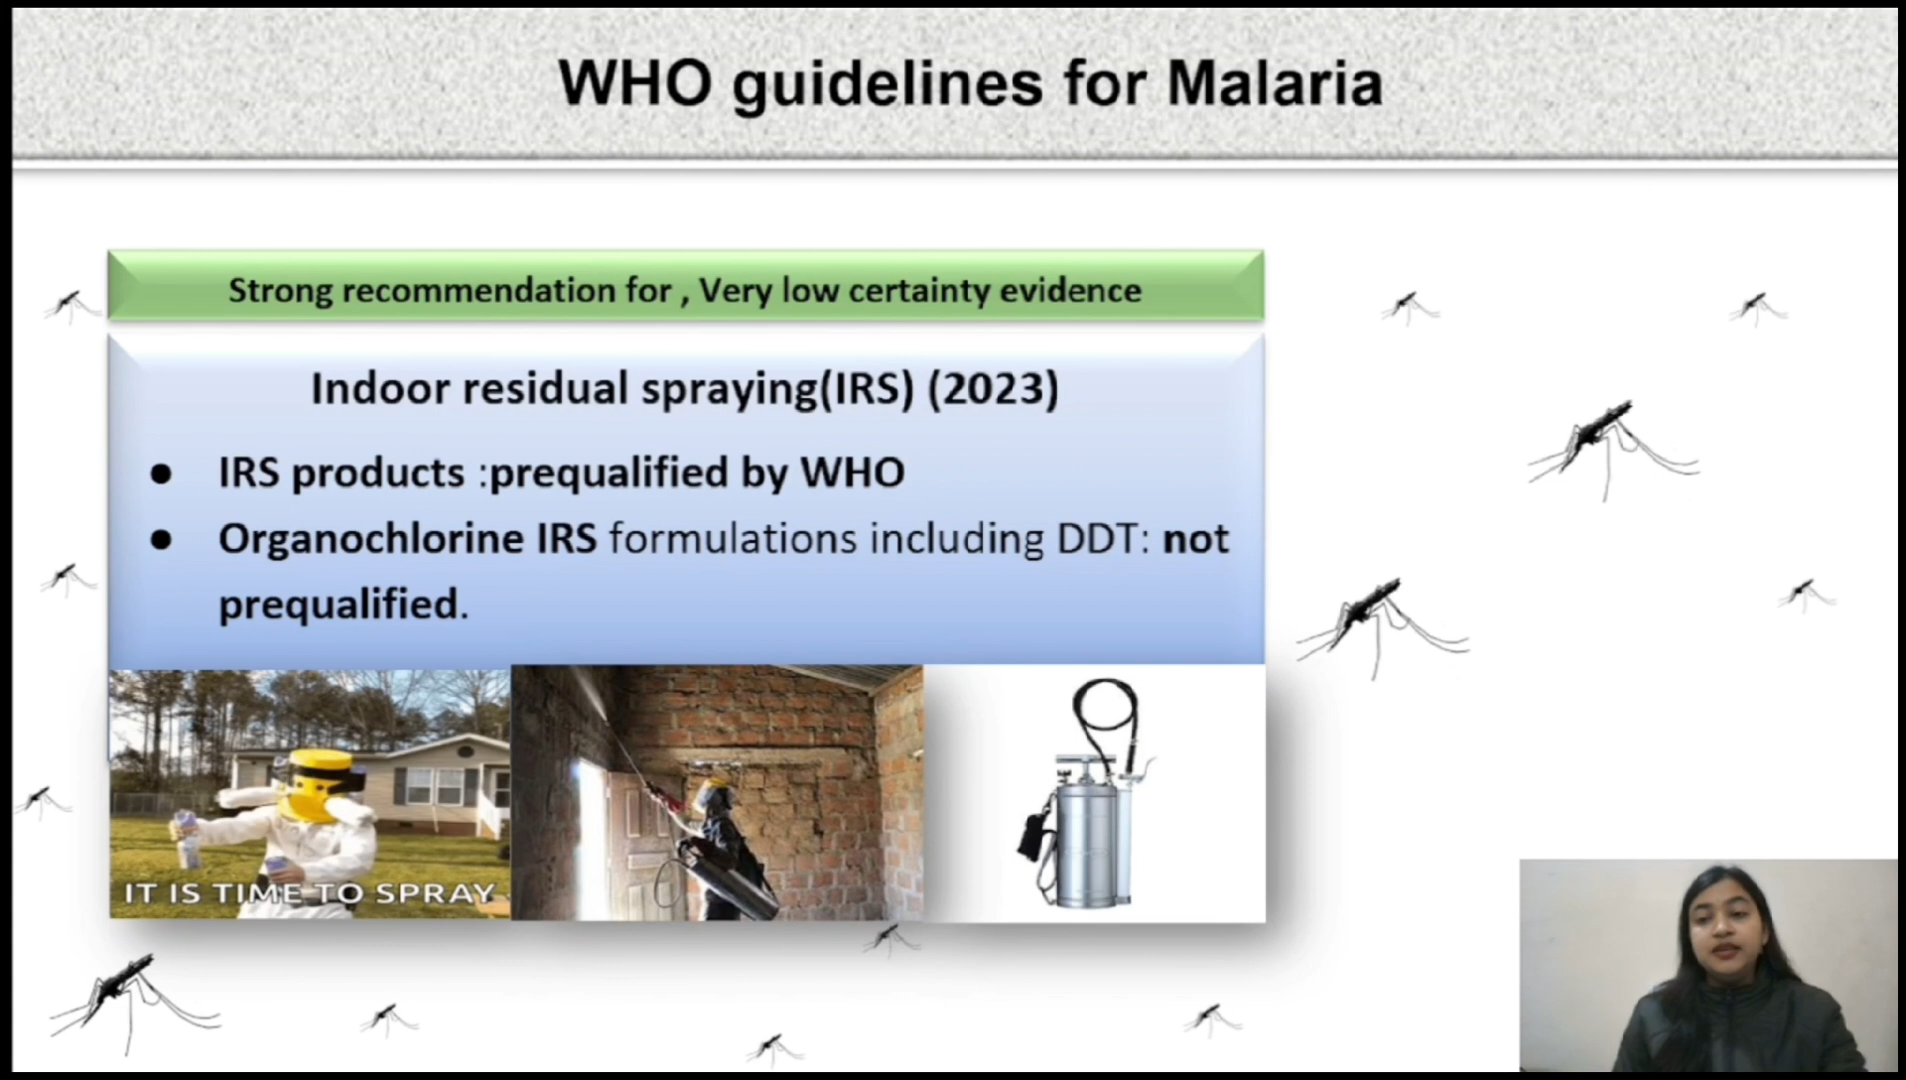 WHO guidelines for Malaria
Strong recommendation for , Very low certainty evidence
Indoor residual spraying(IRS) (2023)
● IRS products :prequalified by WHO
● Organochlorine IRS formulations including DDT: not
prequalified.
IT IS TIME TO SPRAY